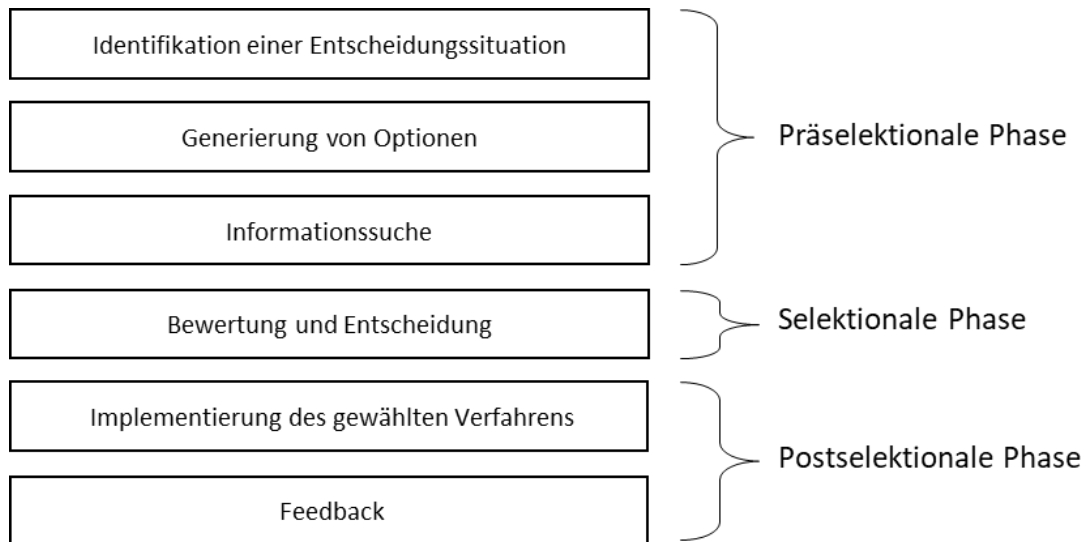 Identifikation einer Entscheidungssituation
Generierung von Optionen
Informationssuche
Präselektionale Phase
Bewertung und Entscheidung
Selektionale Phase
Implementierung des gewählten Verfahrens
Feedback
Postselektionale Phase